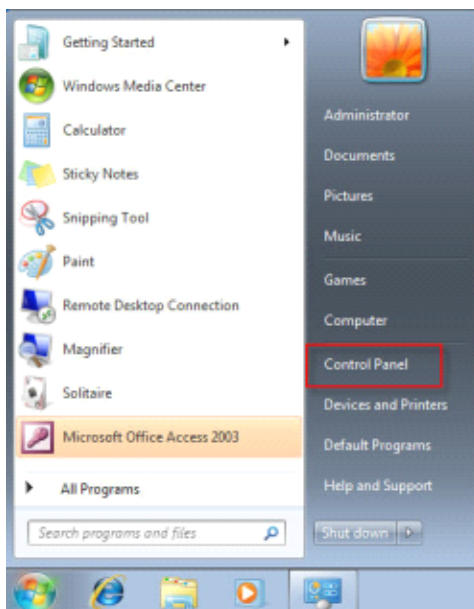 Getting Started
Windows Media Center
Calculator
Sticky Notes
Snipping Tool
Paint
Remote Desktop Connection
Magnifier
Solitaire
Microsoft Office Access 2003
All Programs
Search programs and files
Administrator
Documents
Pictures
Music
Games
Computer
Control Panel
Devices and Printers
Default Programs
Help and Support
Shut down